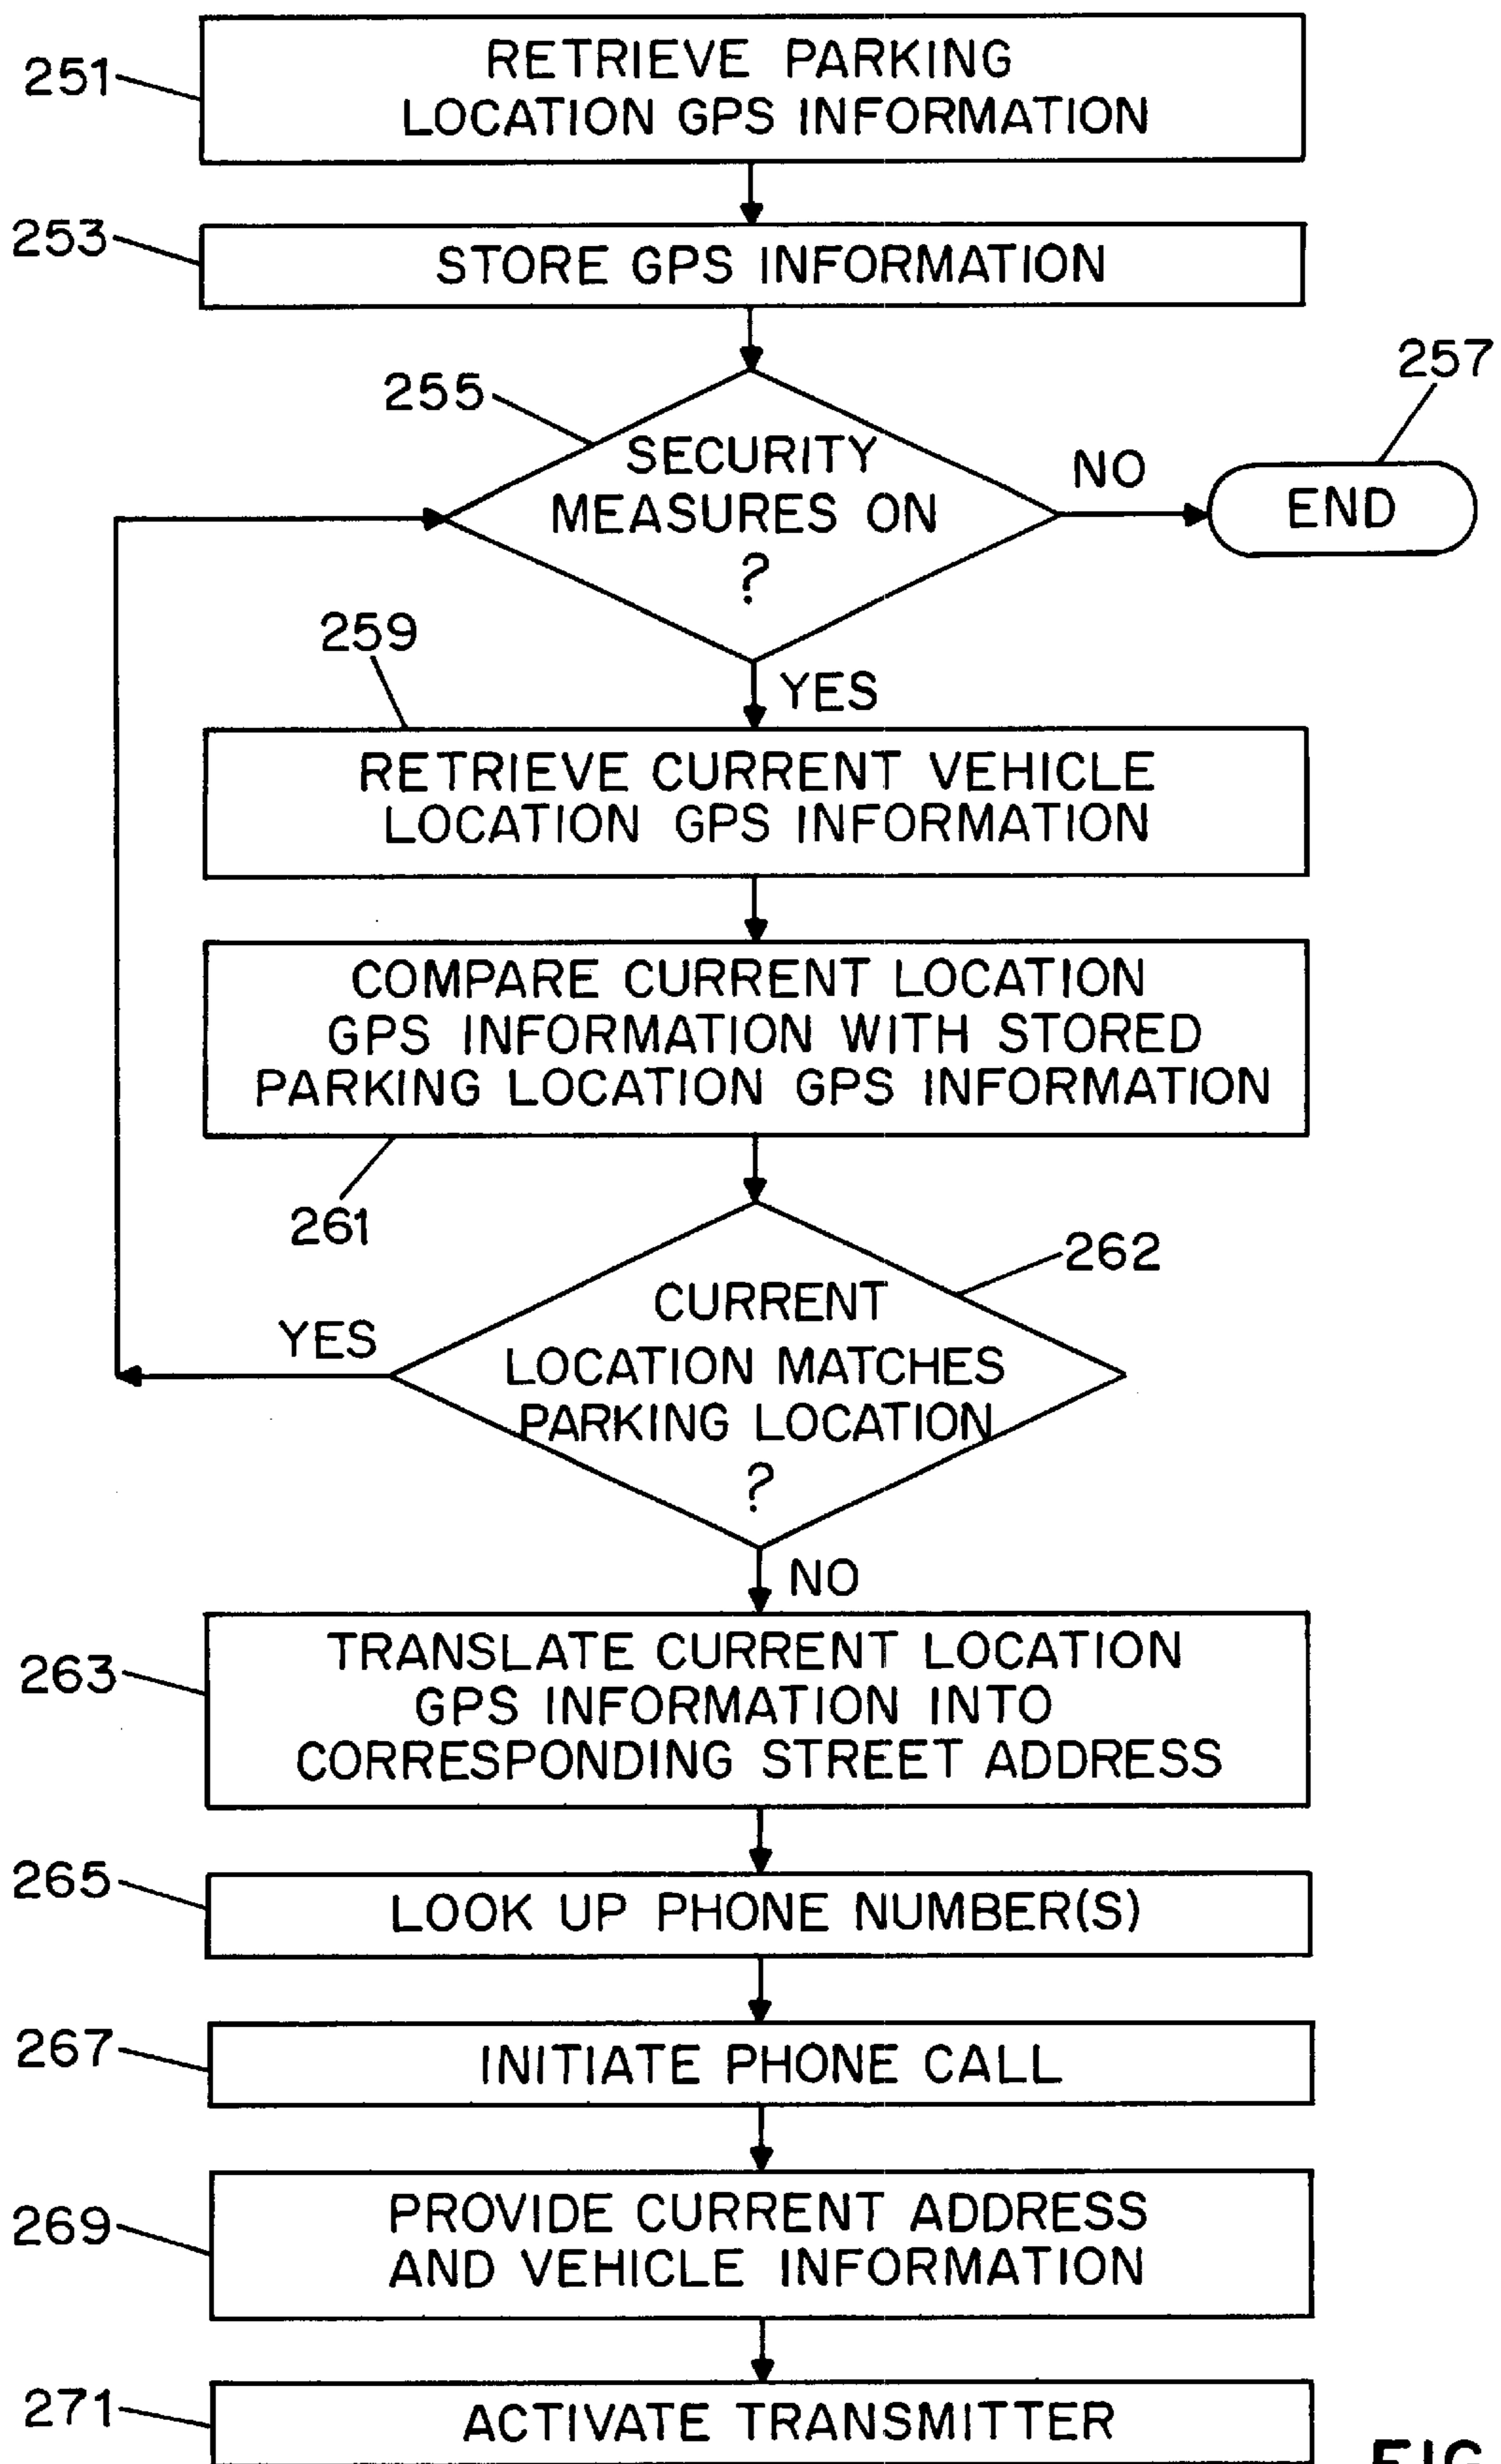 251
RETRIEVE PARKING
LOCATION GPS INFORMATION
253
STORE GPS INFORMATION
255
SECURITY
MEASURES ON
?
NO
257
END
YES
259
RETRIEVE CURRENT VEHICLE
LOCATION GPS INFORMATION
COMPARE CURRENT LOCATION
GPS INFORMATION WITH STORED
PARKING LOCATION GPS INFORMATION
261
262
CURRENT
LOCATION MATCHES
PARKING LOCATION
?
YES
NO
263
TRANSLATE CURRENT LOCATION
GPS INFORMATION INTO
CORRESPONDING STREET ADDRESS
265
LOOK UP PHONE NUMBER(S)
267
INITIATE PHONE CALL
269
PROVIDE CURRENT ADDRESS
AND VEHICLE INFORMATION
271
ACTIVATE TRANSMITTER
FIG